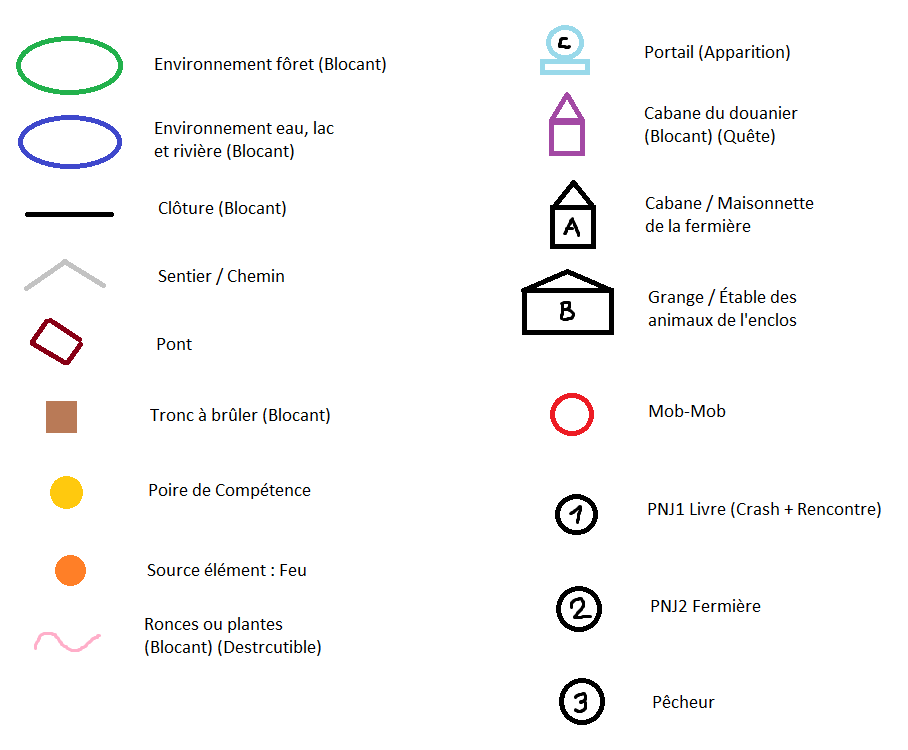 Environnement fôret (Blocant)
Environnement eau, lac
et rivière (Blocant)
Clôture (Blocant)
Sentier / Chemin
Pont
Tronc à brûler (Blocant)
Poire de Compétence
Source élément : Feu
Ronces ou plantes
(Blocant) (Destrcutible)
C
Portail (Apparition)
Cabane du douanier
(Blocant) (Quête)
A
Cabane / Maisonnette
de la fermière
B
Grange / Étable des
animaux de l'enclos
Mob-Mob
1
PNJ1 Livre (Crash + Rencontre)
2
PNJ2 Fermière
3
Pêcheur